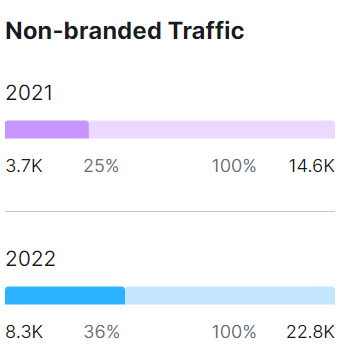 Non-branded Traffic
2021
3.7K 25% 100% 14.6K
2022
8.3K 36% 100% 22.8K